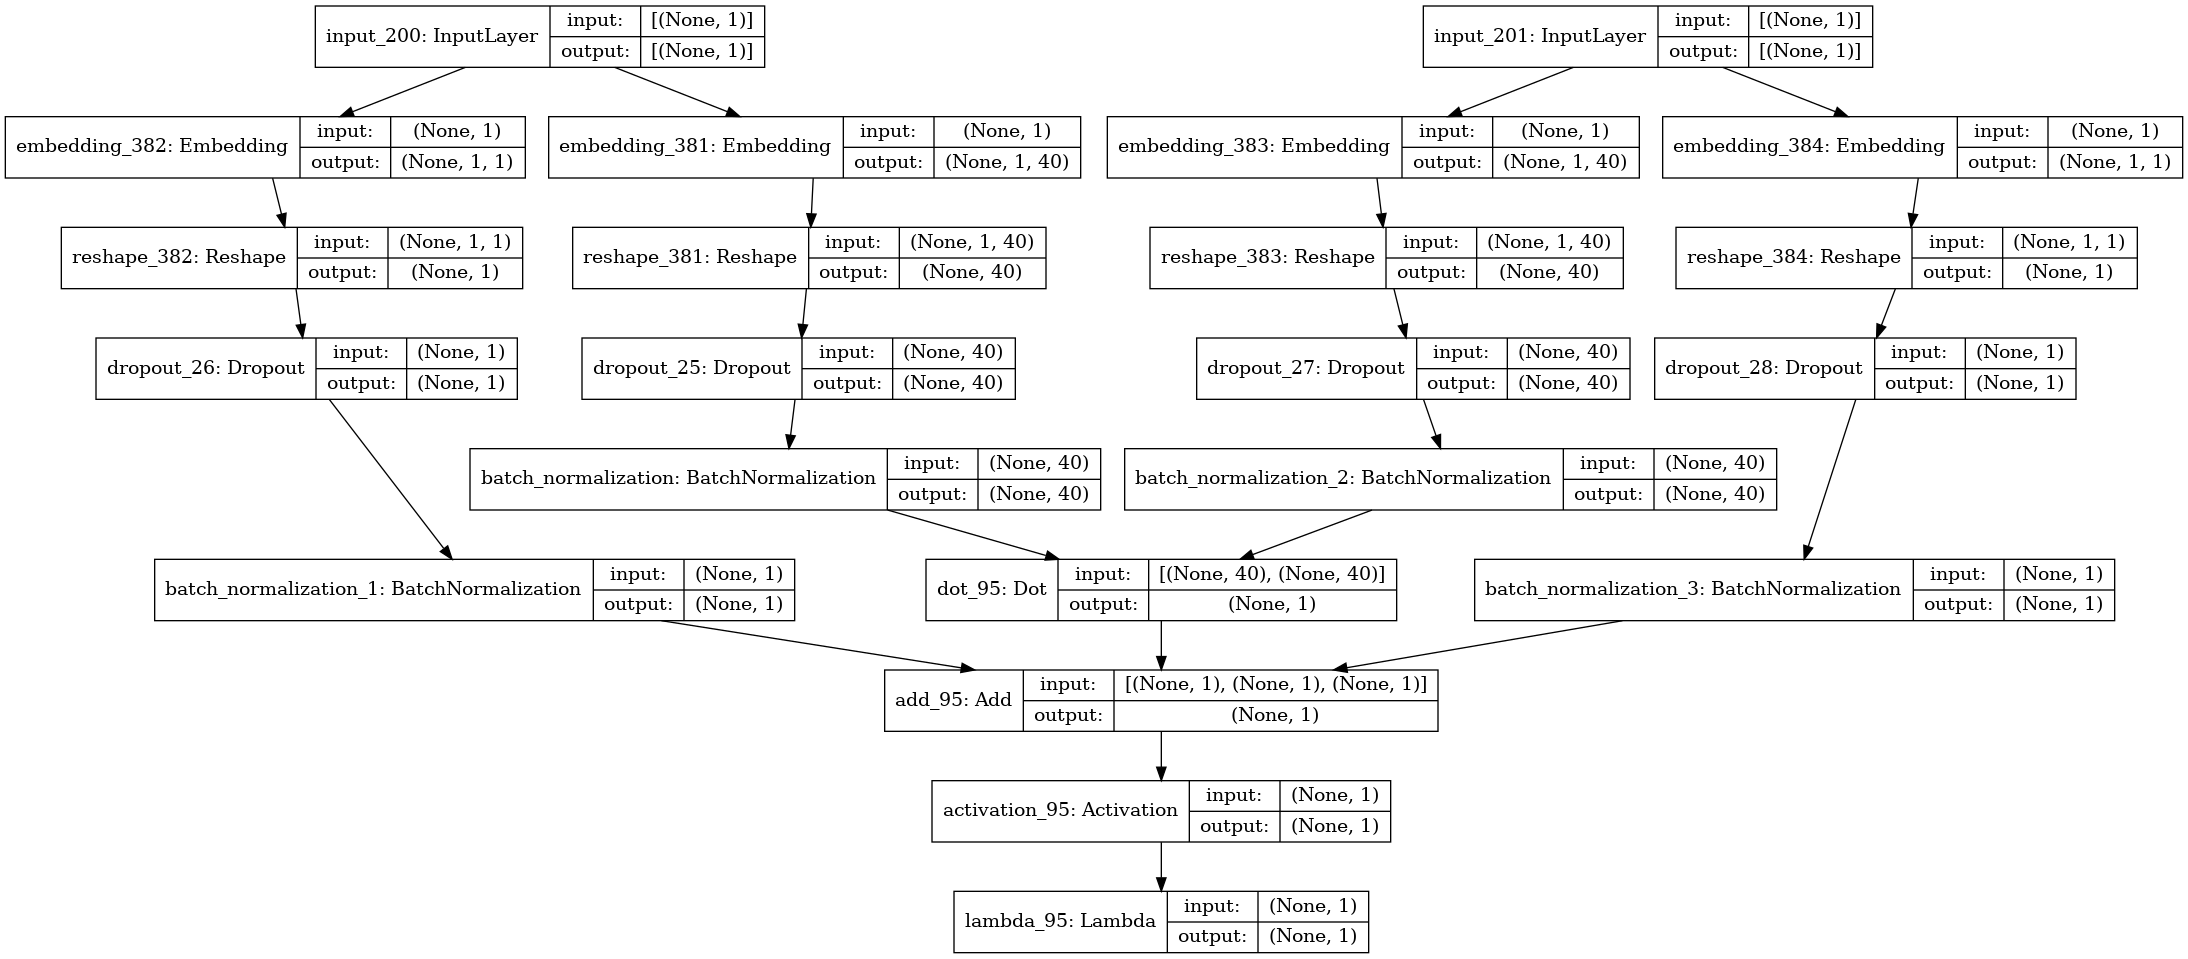 input_200: InputLayer input: [(None, 1)] output: [(None, 1)]
input_201: InputLayer input: [(None, 1)] output: [(None, 1)]
embedding_382: Embedding input: (None, 1) output: (None, 1, 1)
embedding_381: Embedding input: (None, 1) output: (None, 1, 40)
embedding_383: Embedding input: (None, 1) output: (None, 1, 40)
embedding_384: Embedding input: (None, 1) output: (None, 1, 1)
reshape_382: Reshape input: (None, 1, 1) output: (None, 1)
reshape_381: Reshape input: (None, 1, 40) output: (None, 40)
reshape_383: Reshape input: (None, 1, 40) output: (None, 40)
reshape_384: Reshape input: (None, 1, 1) output: (None, 1)
dropout_26: Dropout input: (None, 1) output: (None, 1)
dropout_25: Dropout input: (None, 40) output: (None, 40)
dropout_27: Dropout input: (None, 40) output: (None, 40)
dropout_28: Dropout input: (None, 1) output: (None, 1)
batch_normalization: BatchNormalization input: (None, 40) output: (None, 40)
batch_normalization_2: BatchNormalization input: (None, 40) output: (None, 40)
batch_normalization_1: BatchNormalization input: (None, 1) output: (None, 1)
dot_95: Dot input: [(None, 40), (None, 40)] output: (None, 1)
batch_normalization_3: BatchNormalization input: (None, 1) output: (None, 1)
add_95: Add input: [(None, 1), (None, 1), (None, 1)] output: (None, 1)
activation_95: Activation input: (None, 1) output: (None, 1)
lambda_95: Lambda input: (None, 1) output: (None, 1)